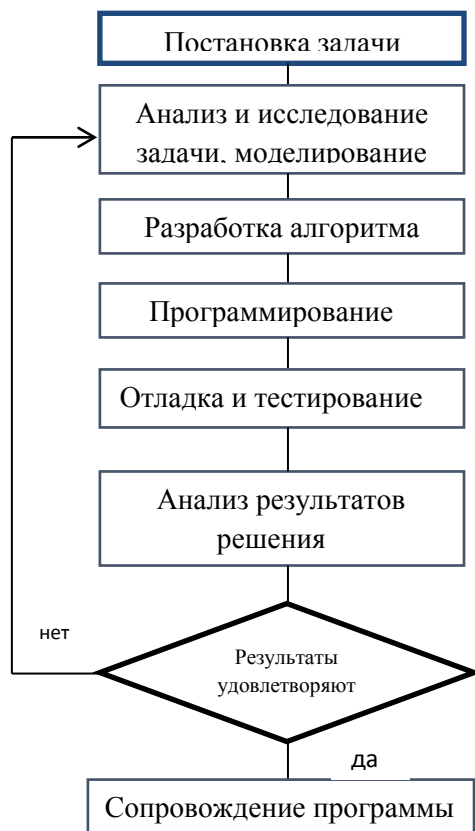 Постановка задачи
Анализ и исследование
задачи, моделирование
Разработка алгоритма
Программирование
Отладка и тестирование
Анализ результатов
решения
нет
Результаты
удовлетворяют
да
Сопровождение программы